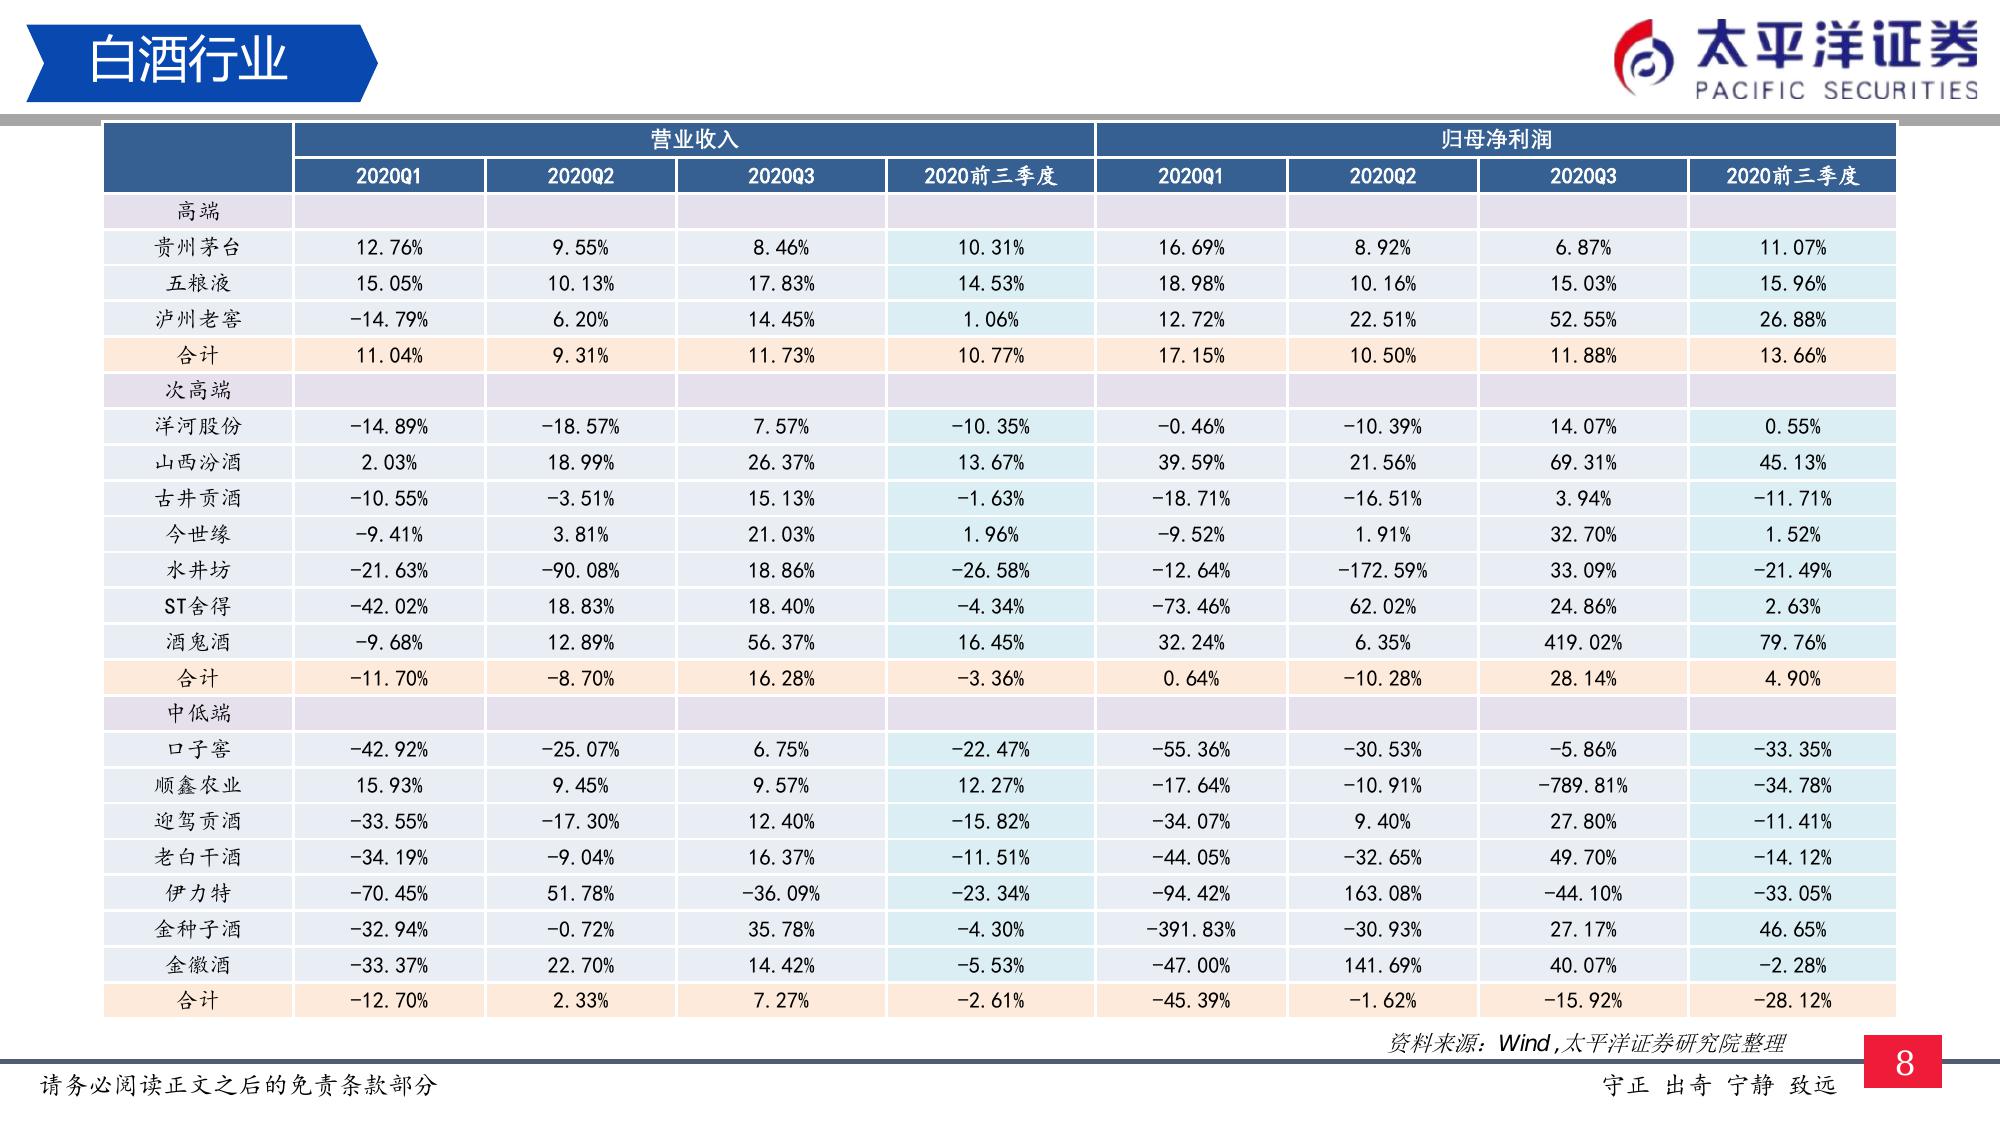 白酒行业
太平洋证券
PACIFIC SECURITIES
营业收入 归母净利润
2020Q1 2020Q2 2020Q3 2020前三季度 2020Q1 2020Q2 2020Q3 2020前三季度
高端
贵州茅台 12.76% 9.55% 8.46% 10.31% 16.69% 8.92% 6.87% 11.07%
五粮液 15.05% 10.13% 17.83% 14.53% 18.98% 10.16% 15.03% 15.96%
泸州老窖 -14.79% 6.20% 14.45% 1.06% 12.72% 22.51% 52.55% 26.88%
合计 11.04% 9.31% 11.73% 10.77% 17.15% 10.50% 11.88% 13.66%
次高端
洋河股份 -14.89% -18.57% 7.57% -10.35% -0.46% -10.39% 14.07% 0.55%
山西汾酒 2.03% 18.99% 26.37% 13.67% 39.59% 21.56% 69.31% 45.13%
古井贡酒 -10.55% -3.51% 15.13% -1.63% -18.71% -16.51% 3.94% -11.71%
今世缘 -9.41% 3.81% 21.03% 1.96% -9.52% 1.91% 32.70% 1.52%
水井坊 -21.63% -90.08% 18.86% -26.58% -12.64% -172.59% 33.09% -21.49%
ST舍得 -42.02% 18.83% 18.40% -4.34% -73.46% 62.02% 24.86% 2.63%
酒鬼酒 -9.68% 12.89% 56.37% 16.45% 32.24% 6.35% 419.02% 79.76%
合计 -11.70% -8.70% 16.28% -3.36% 0.64% -10.28% 28.14% 4.90%
中低端
口子窖 -42.92% -25.07% 6.75% -22.47% -55.36% -30.53% -5.86% -33.35%
顺鑫农业 15.93% 9.45% 9.57% 12.27% -17.64% -10.91% -789.81% -34.78%
迎驾贡酒 -33.55% -17.30% 12.40% -15.82% -34.07% 9.40% 27.80% -11.41%
老白干酒 -34.19% -9.04% 16.37% -11.51% -44.05% -32.65% 49.70% -14.12%
伊力特 -70.45% 51.78% -36.09% -23.34% -94.42% 163.08% -44.10% -33.05%
金种子酒 -32.94% -0.72% 35.78% -4.30% -391.83% -30.93% 27.17% 46.65%
金徽酒 -33.37% 22.70% 14.42% -5.53% -47.00% 141.69% 40.07% -2.28%
合计 -12.70% 2.33% 7.27% -2.61% -45.39% -1.62% -15.92% -28.12%
资料来源：Wind,太平洋证券研究院整理
8
请务必阅读正文之后的免责条款部分
守正 出奇 宁静 致远